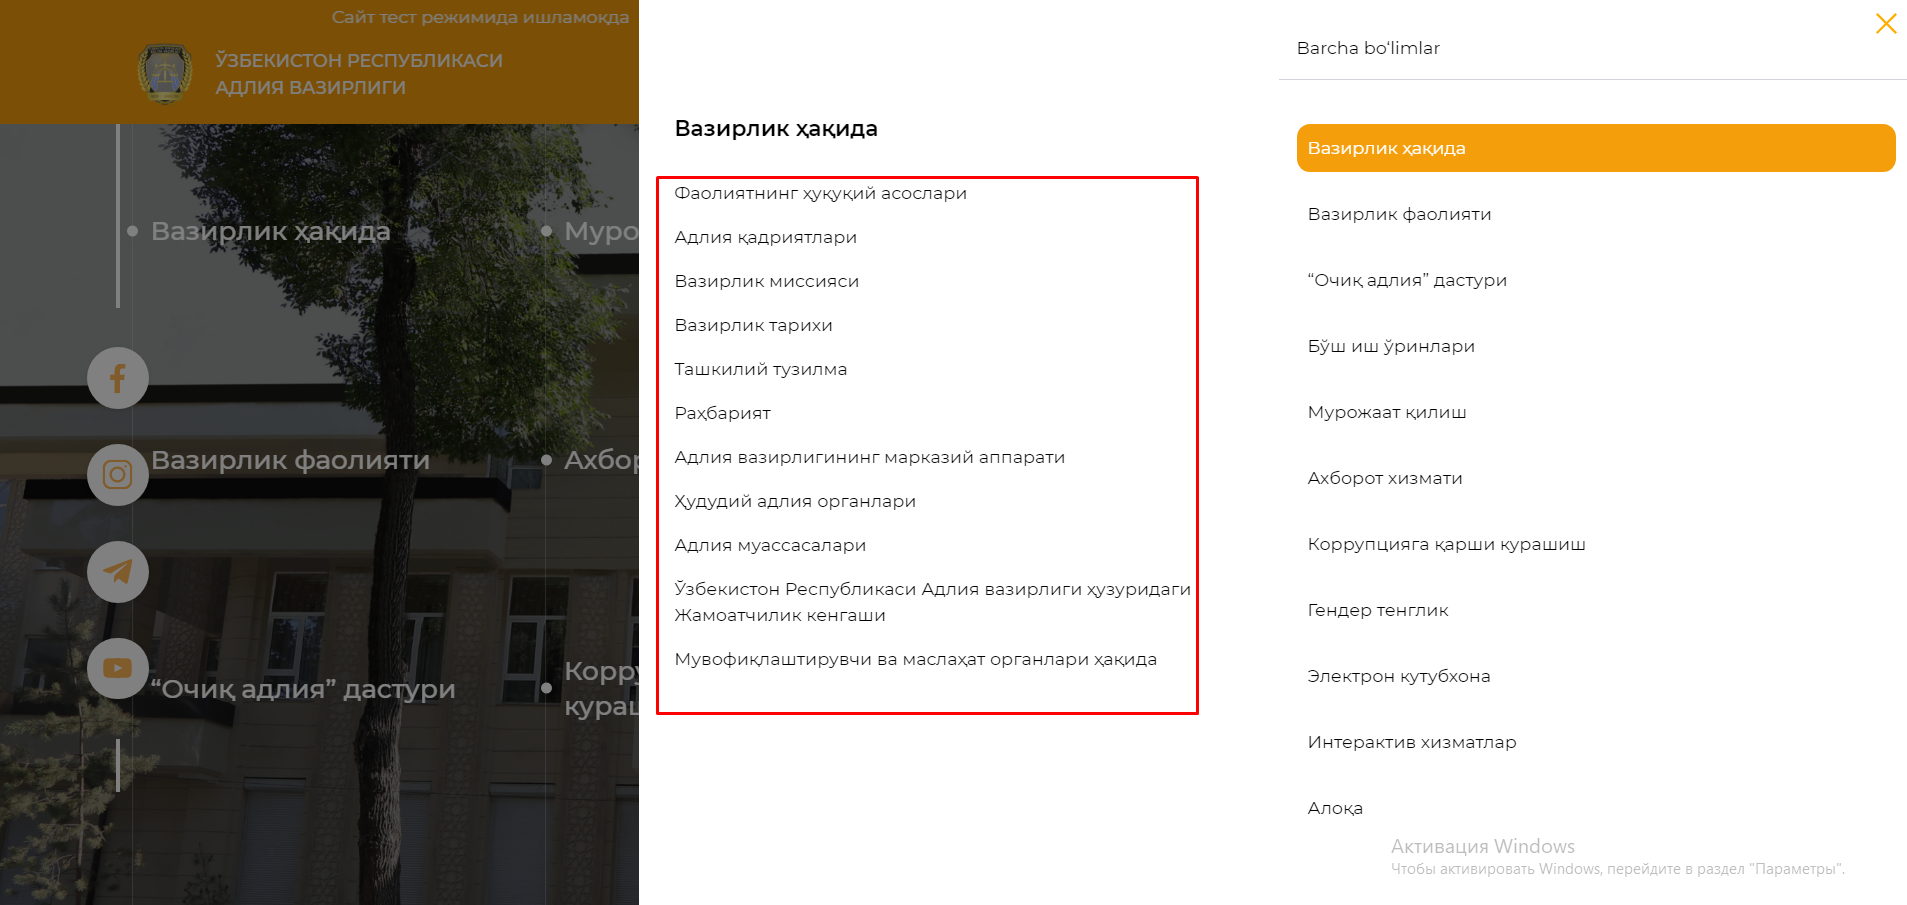 Сайт тест режимида ишламоқда
ЎЗБЕКИСТОН РЕСПУБЛИКАСИ
АДЛИЯ ВАЗИРЛИГИ
Вазирлик ҳақида
Муро
Вазирлик фаолияти
Ахбор
“Очиқ адлия” дастури
Корру
кураш
Вазирлик ҳақида
Фаолиятнинг ҳуқуқий асослари
Адлия қадриятлари
Вазирлик миссияси
Вазирлик тарихи
Ташкилий тузилма
Раҳбарият
Адлия вазирлигининг марказий аппарати
Ҳудудий адлия органлари
Адлия муассасалари
Ўзбекистон Республикаси Адлия вазирлиги ҳузуридаги
Жамоатчилик кенгаши
Мувофиқлаштирувчи ва маслаҳат органлари ҳақида
Barcha bo‘limlar
Вазирлик ҳақида
Вазирлик фаолияти
“Очиқ адлия” дастури
Бўш иш ўринлари
Мурожаат қилиш
Ахборот хизмати
Коррупцияга қарши курашиш
Гендер тенглик
Электрон кутубхона
Интерактив хизматлар
Алоқа
Активация Windows
Чтобы активировать Windows, перейдите в раздел "Параметры".